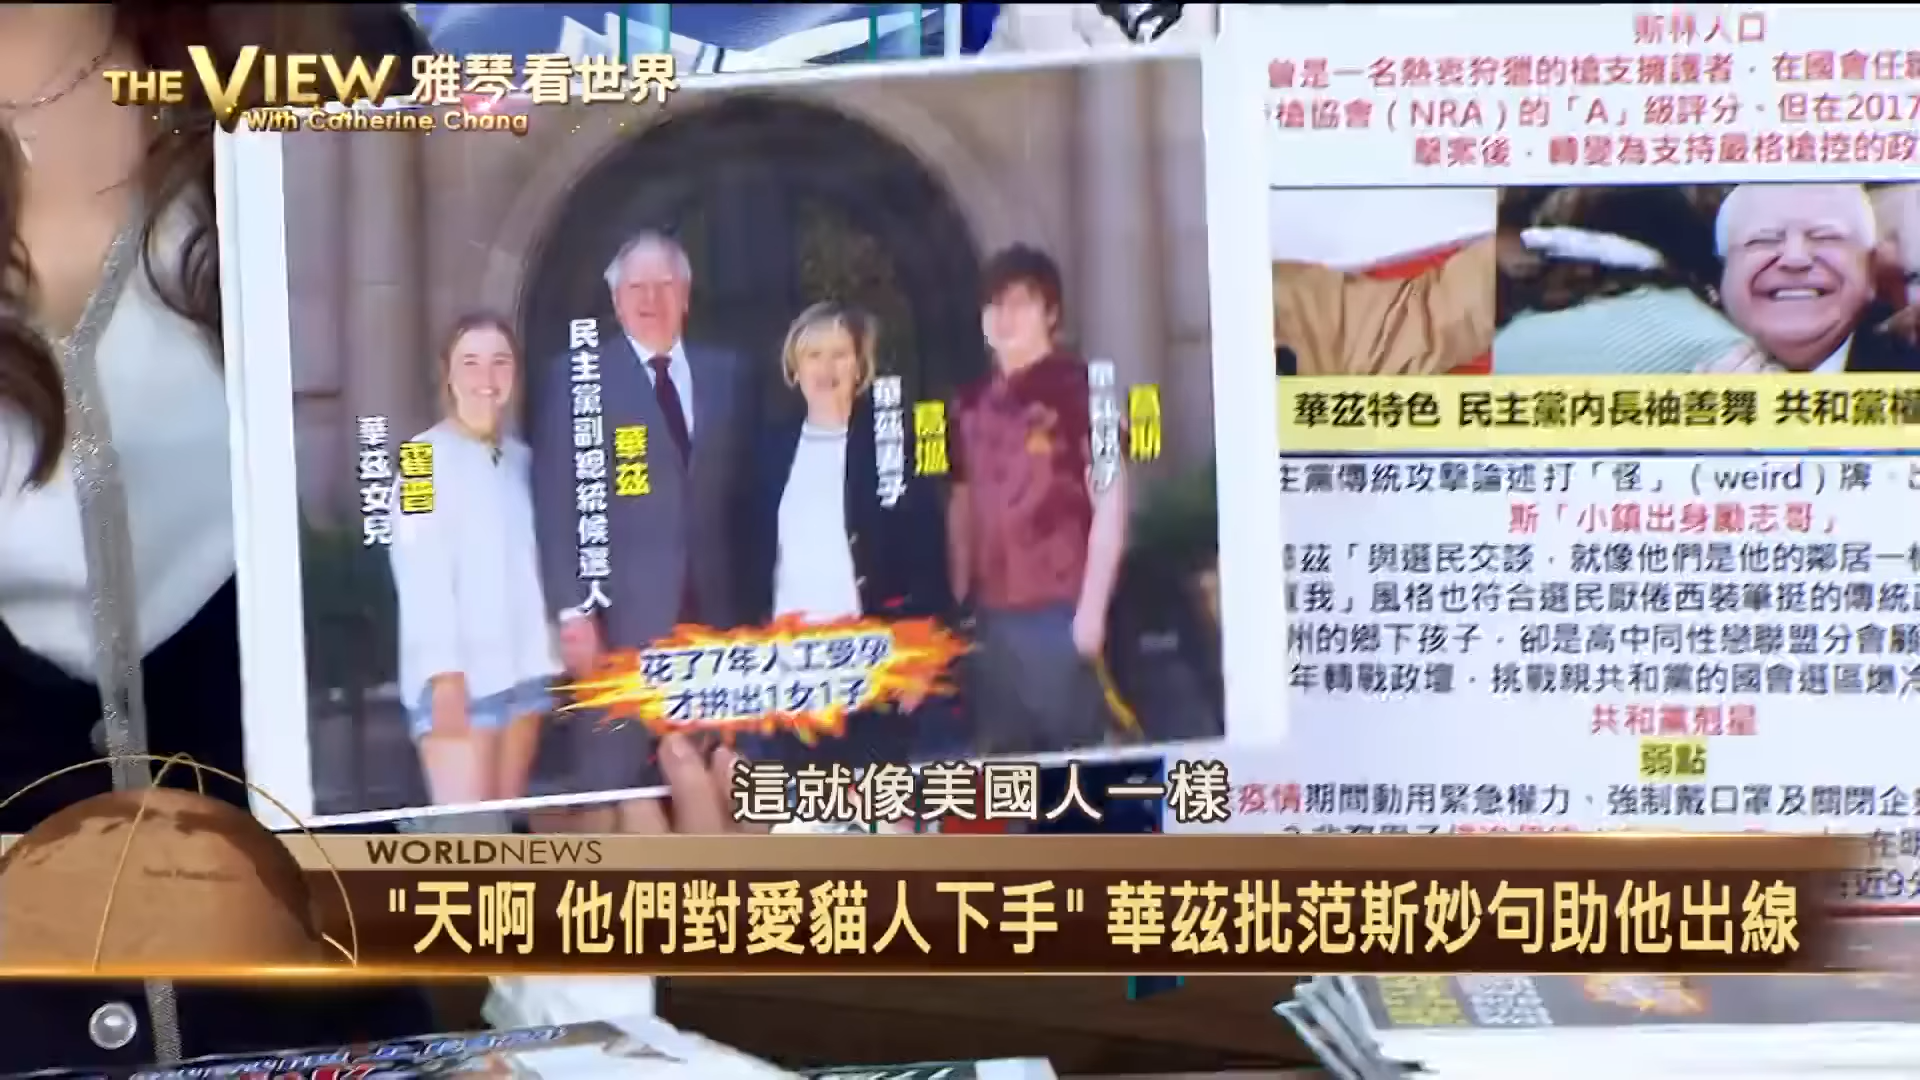 THE VIEW 雅琴看世界
With Catherine Chang
華茲女兒
霍普
民主黨副總統候選人
華茲
華茲妻子
花了7年人工受孕
才拚出1女1子
曾是一名熱衷狩獵的槍支擁護者．在國會任
槍協會（NRA）的「A」級評分、但在2017
擊案後．轉變為支持嚴格槍控的政
華茲特色 民主黨內長袖善舞 共和黨
主黨傳統攻擊論述打「怪」（weird）牌
斯「小鎮出身勵志哥」
茲「與選民交談．就像他們是他的鄰居一
我」風格也符合選民厭倦西裝筆挺的傳統
州的鄉下孩子．卻是高中同性戀聯盟分會
年轉戰政壇．挑戰親共和黨的國會選區爆冷
共和黨剋星
弱點
疫情期間動用緊急權力、強制戴口罩及關閉企
這就像美國人一樣
WORLDNEWS
"天啊 他們對愛貓人下手" 華茲批范斯妙句助他出線